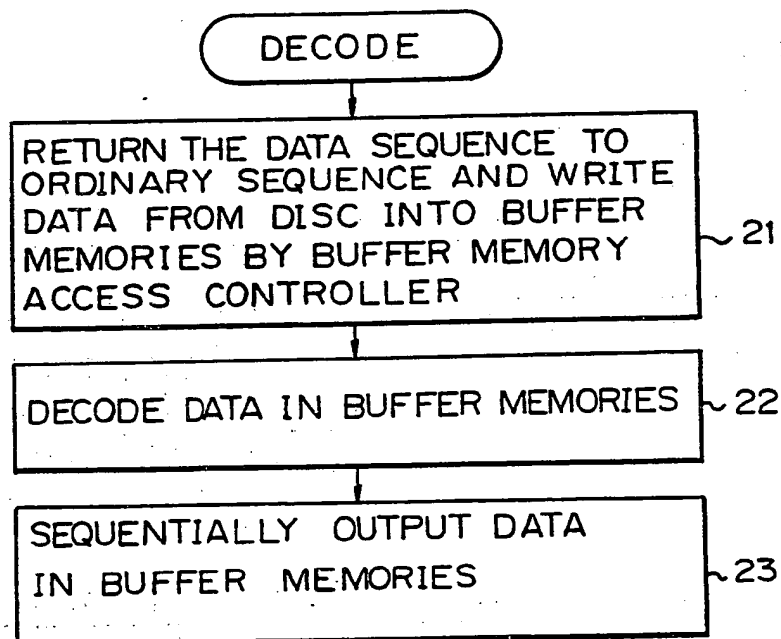 DECODE
RETURN THE DATA SEQUENCE TO
ORDINARY SEQUENCE AND WRITE
DATA FROM DISC INTO BUFFER
MEMORIES BY BUFFER MEMORY
ACCESS CONTROLLER
21
DECODE DATA IN BUFFER MEMORIES
22
SEQUENTIALLY OUTPUT DATA
IN BUFFER MEMORIES
23